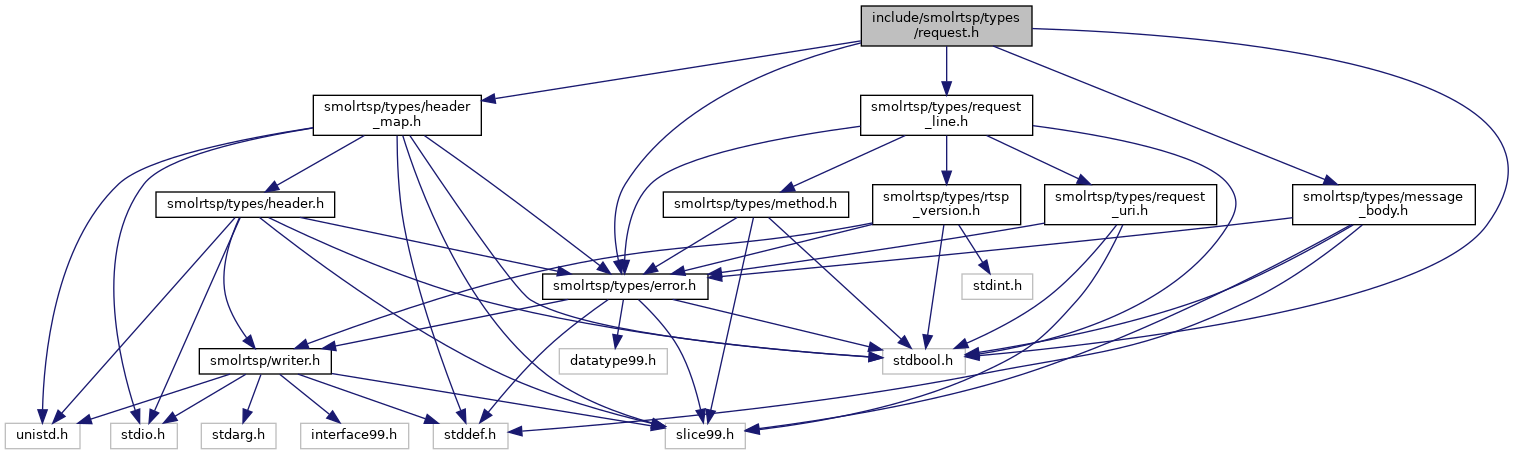 include/smolrtsp/types
/request.h
smolrtsp/types/header
_map.h
smolrtsp/types/request
_line.h
smolrtsp/types/header.h
smolrtsp/types/method.h
smolrtsp/types/rtsp
_version.h
smolrtsp/types/request
_uri.h
smolrtsp/types/message
_body.h
smolrtsp/types/error.h
stdint.h
smolrtsp/writer.h
datatype99.h
stdbool.h
unistd.h
stdio.h
stdarg.h
interface99.h
stddef.h
slice99.h